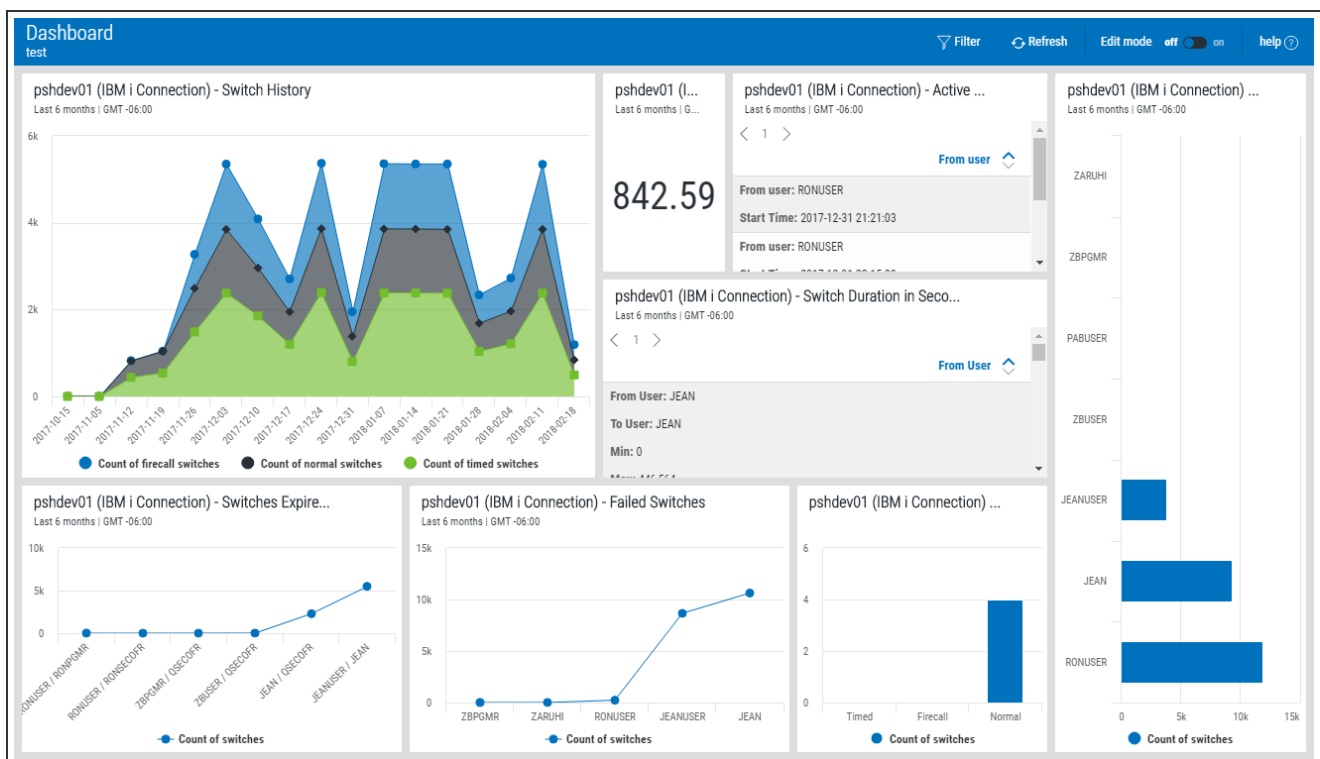 Dashboard
test
Filter
Refresh
Edit mode off on
help ?
pshdev01 (IBM i Connection) - Switch History
Last 6 months | GMT -06:00
6k
4k
2k
0
2017-10-15
2017-11-05
2017-11-12
2017-11-19
2017-11-26
2017-12-03
2017-12-10
2017-12-17
2017-12-24
2017-12-31
2018-01-07
2018-01-14
2018-01-21
2018-01-28
2018-02-04
2018-02-11
2018-02-18
Count of firecall switches
Count of normal switches
Count of timed switches
pshdev01 (I...
Last 6 months | G...
842.59
pshdev01 (IBM i Connection) - Active ...
Last 6 months | GMT -06:00
1
From user
From user: RONUSER
Start Time: 2017-12-31 21:21:03
From user: RONUSER
pshdev01 (IBM i Connection) - Switch Duration in Seco...
Last 6 months | GMT -06:00
1
From User
From User: JEAN
To User: JEAN
Min: 0
pshdev01 (IBM i Connection) ...
Last 6 months | GMT -06:00
ZARUHI
ZBPGMR
PABUSER
ZBUSER
JEANUSER
JEAN
RONUSER
0
5k
10k
15k
Count of switches
pshdev01 (IBM i Connection) - Switches Expire...
Last 6 months | GMT -06:00
10k
5k
0
RONUSER / RONPGMR
RONUSER / RONSECOFR
ZBPGMR / QSECOFR
ZBUSER / QSECOFR
JEAN / QSECOFR
JEANUSER / JEAN
Count of switches
pshdev01 (IBM i Connection) - Failed Switches
Last 6 months | GMT -06:00
15k
10k
5k
0
ZBPGMR
ZARUHI
RONUSER
JEANUSER
JEAN
Count of switches
pshdev01 (IBM i Connection) ...
6
4
2
0
Timed
Firecall
Normal
Count of switches